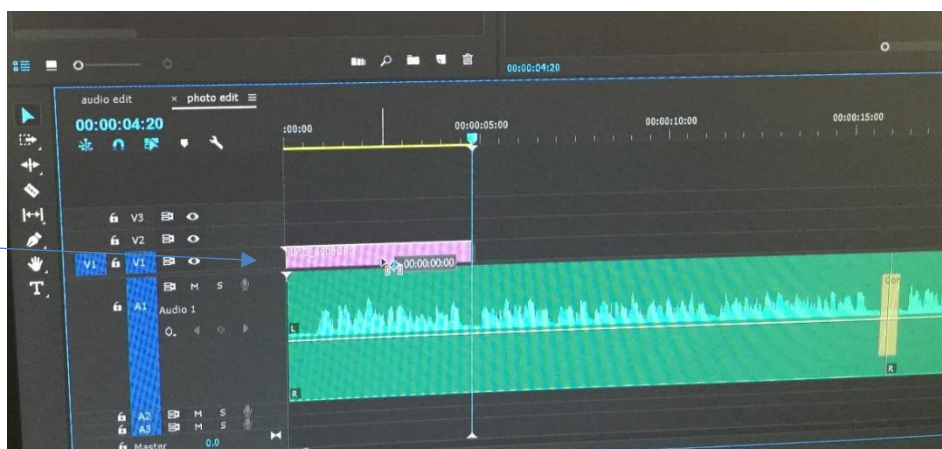 00:00:04:20
audio edit × photo edit
00:00:04:20
:00:00 00:00:05:00 00:00:10:00 00:00:15:00
V3
V2
V1 V1
00:00:00:00
M S
A1 Audio 1
L
R
R
A2 M S
A3 M S
Master 0.0
T